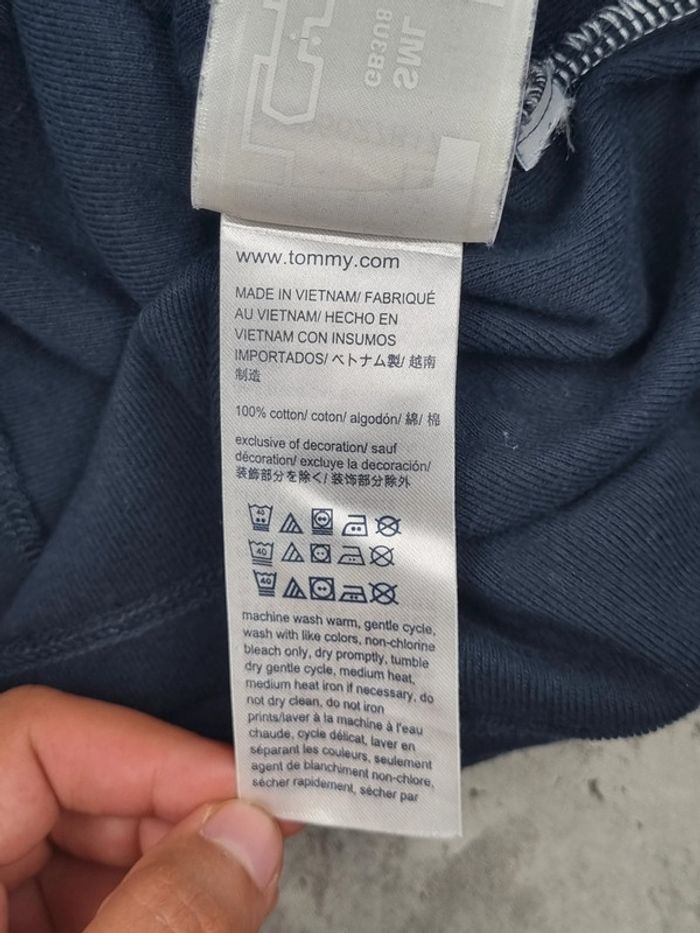 SML
GB3U8
www.tommy.com
MADE IN VIETNAM/ FABRIQUÉ
AU VIETNAM/ HECHO EN
VIETNAM CON INSUMOS
IMPORTADOS/ ベトナム製/ 越南
制造
100% cotton/ coton/ algodón/ 綿/ 棉
exclusive of decoration/ sauf
décoration/ excluye la decoración/
装飾部分を除く/ 装饰部分除外
40
40
40
machine wash warm, gentle cycle,
wash with like colors, non-chlorine
bleach only, dry promptly, tumble
dry gentle cycle, medium heat,
medium heat iron if necessary, do
not dry clean, do not iron
prints/laver à la machine à l'eau
chaude, cycle délicat, laver en
séparant les couleurs, seulement
agent de blanchiment non-chlore,
sécher rapidement, sécher par